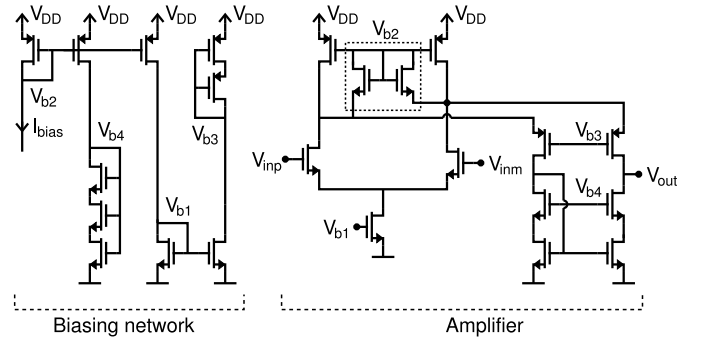 VDD VDD VDD VDD VDD VDD
Vb2
Vb2
Ibias
Vb4
Vb3
Vb3
Vinp
Vinm
Vout
Vb4
Vb1
Vb1
Biasing network
Amplifier